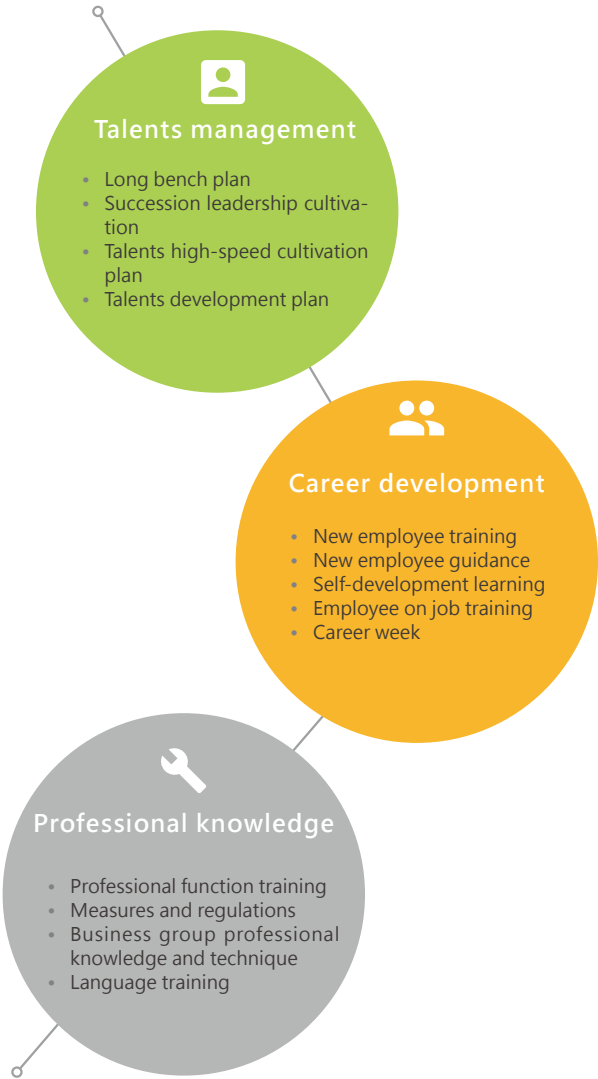 Talents management
• Long bench plan
• Succession leadership cultiva-
tion
• Talents high-speed cultivation
plan
• Talents development plan
Career development
• New employee training
• New employee guidance
• Self-development learning
• Employee on job training
• Career week
Professional knowledge
• Professional function training
• Measures and regulations
• Business group professional
knowledge and technique
• Language training